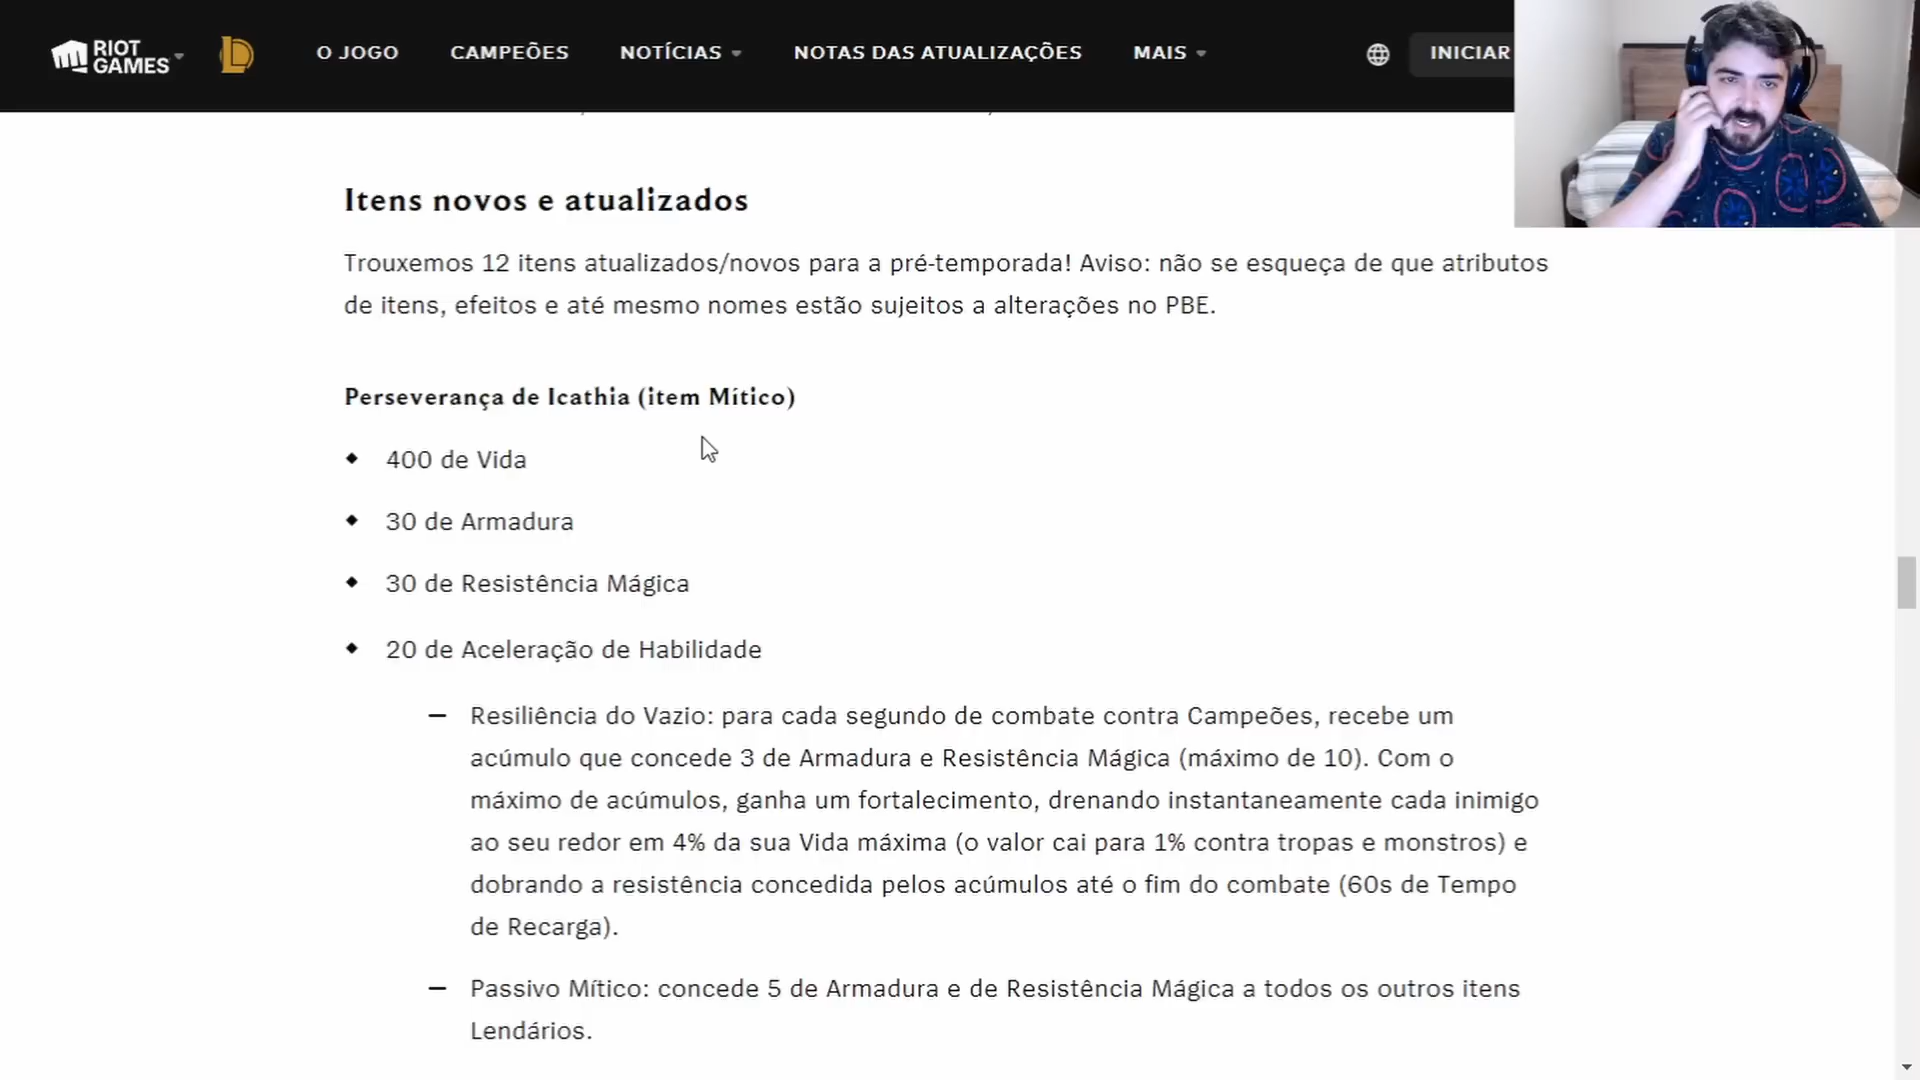 RIOT
GAMES
O JOGO CAMPEÕES NOTÍCIAS NOTAS DAS ATUALIZAÇÕES MAIS INICIAR
Itens novos e atualizados
Trouxemos 12 itens atualizados/novos para a pré-temporada! Aviso: não se esqueça de que atributos
de itens, efeitos e até mesmo nomes estão sujeitos a alterações no PBE.
Perseverança de Icathia (item Mítico)
400 de Vida
30 de Armadura
30 de Resistência Mágica
20 de Aceleração de Habilidade
— Resiliência do Vazio: para cada segundo de combate contra Campeões, recebe um
acúmulo que concede 3 de Armadura e Resistência Mágica (máximo de 10). Com o
máximo de acúmulos, ganha um fortalecimento, drenando instantaneamente cada inimigo
ao seu redor em 4% da sua Vida máxima (o valor cai para 1% contra tropas e monstros) e
dobrando a resistência concedida pelos acúmulos até o fim do combate (60s de Tempo
de Recarga).
— Passivo Mítico: concede 5 de Armadura e de Resistência Mágica a todos os outros itens
Lendários.